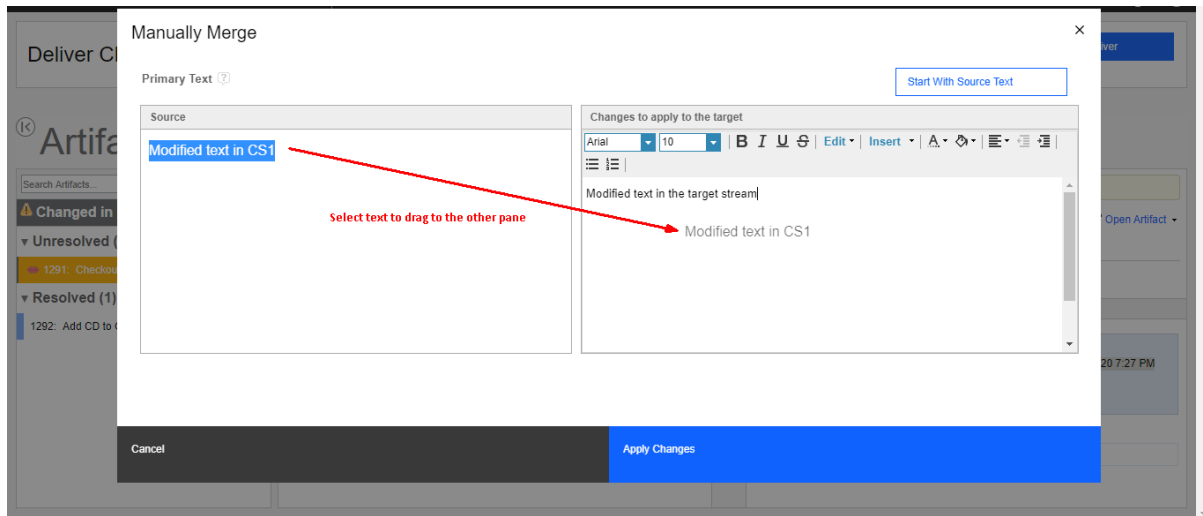 Manually Merge
×
Deliver
Primary Text ?
Start With Source Text
Source
Changes to apply to the target
Arial
10
B I U S Edit Insert A
Modified text in CS1
Modified text in the target stream
Select text to drag to the other pane
Modified text in CS1
Artifa
Search Artifacts...
Changed in
Open Artifact
Unresolved (
1291: Checkou
Resolved (1)
1292: Add CD to
20 7:27 PM
Cancel
Apply Changes